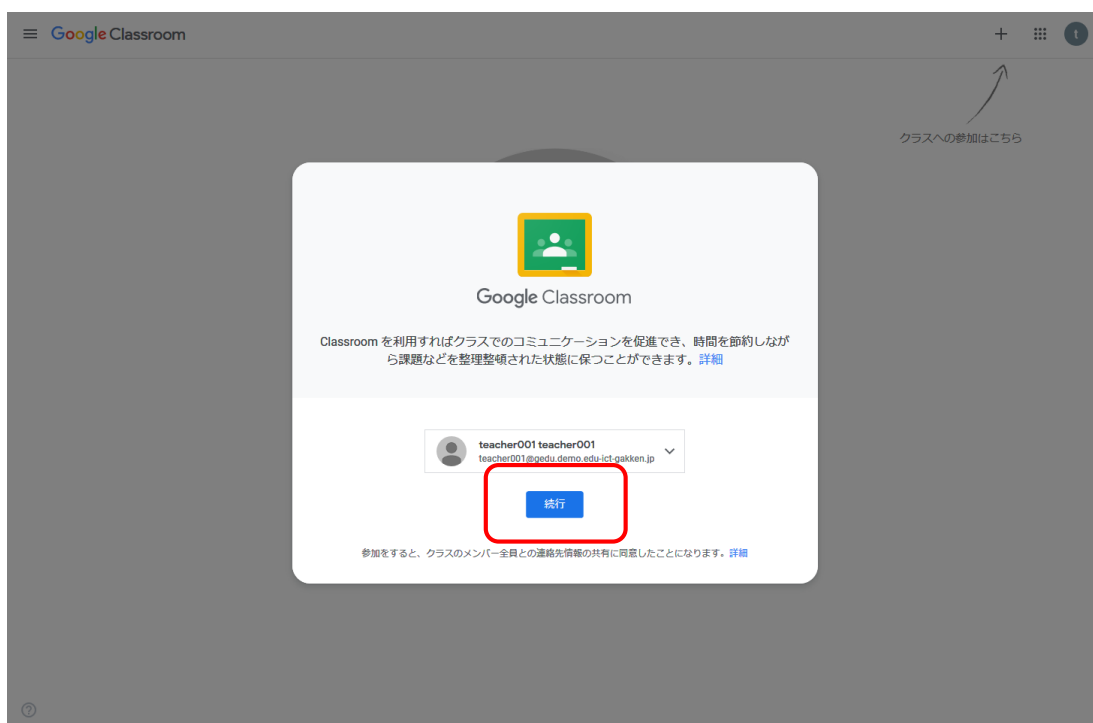 Google Classroom
t
クラスへの参加はこちら
Google Classroom
Classroom を利用すればクラスでのコミュニケーションを促進でき、時間を節約しなが
ら課題などを整理整頓された状態に保つことができます。詳細
teacher001 teacher001
teacher001@gedu.demo.edu-ict-gakken.jp
続行
参加をすると、クラスのメンバー全員との連絡先情報の共有に同意したことになります。詳細